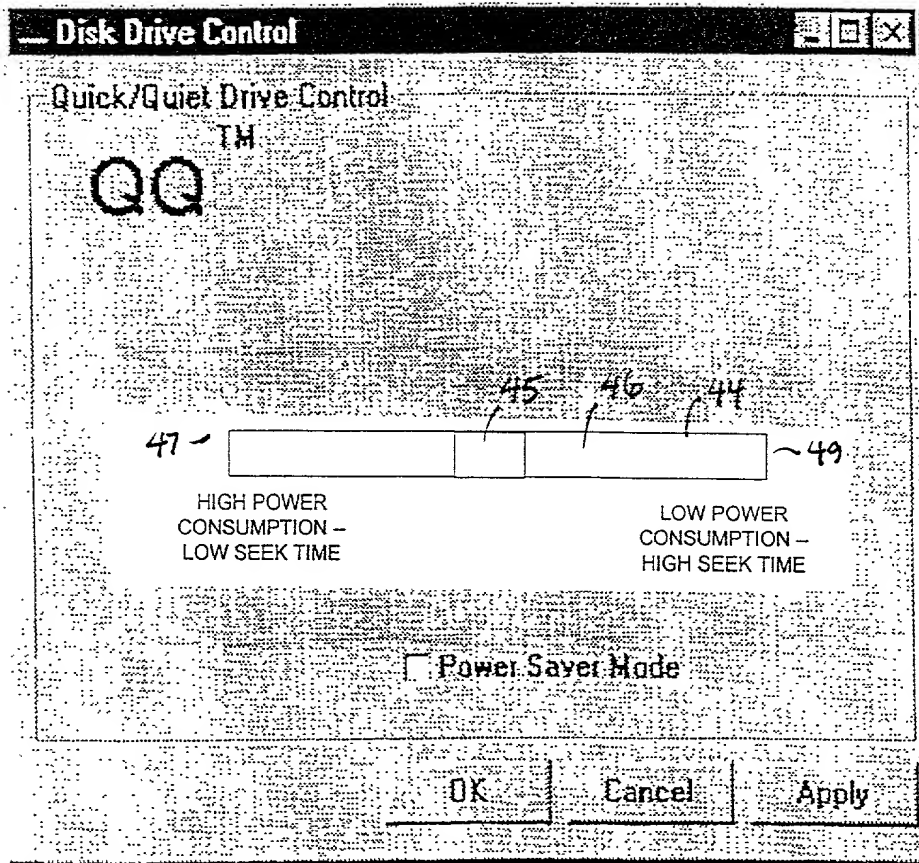 Disk Drive Control
Quick/Quiet Drive Control
TM
QQ
45 46 44
47 49
HIGH POWER
CONSUMPTION –
LOW SEEK TIME
LOW POWER
CONSUMPTION –
HIGH SEEK TIME
Power Saver Mode
OK Cancel Apply